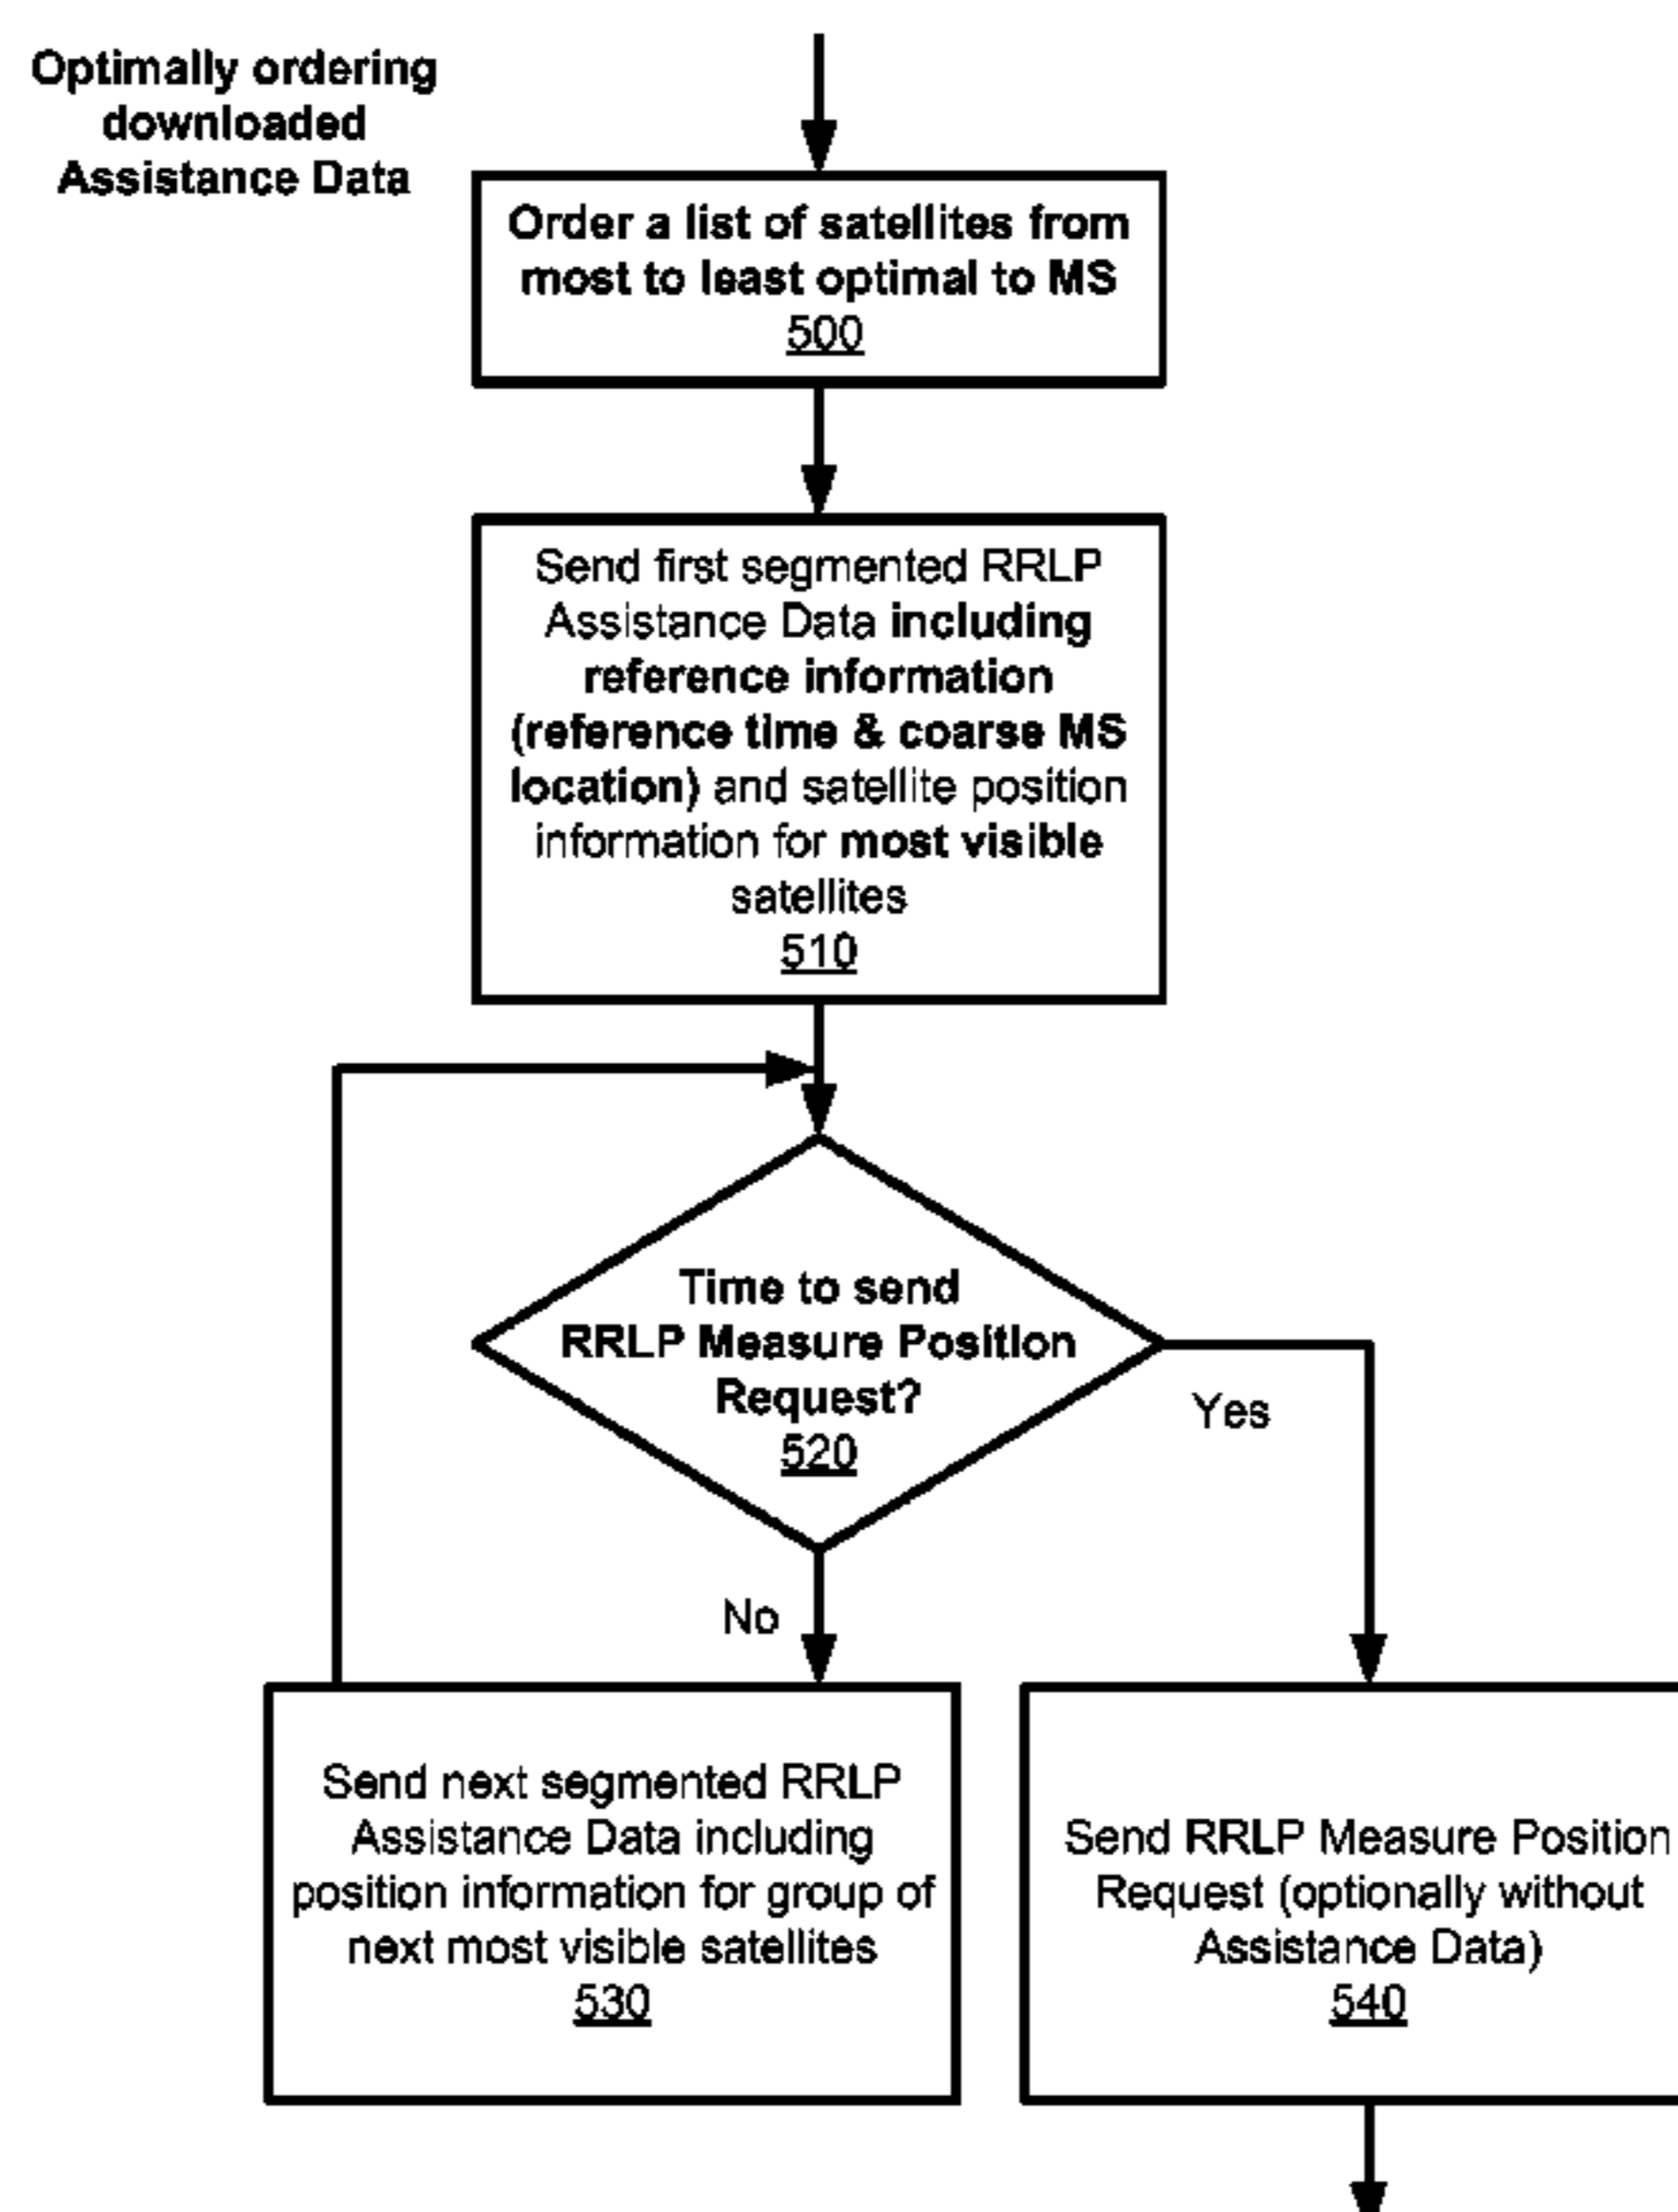 Optimally ordering
downloaded
Assistance Data
Order a list of satellites from
most to least optimal to MS
500
Send first segmented RRLP
Assistance Data including
reference information
(reference time & coarse MS
location) and satellite position
information for most visible
satellites
510
Time to send
RRLP Measure Position
Request?
520
Yes
No
Send next segmented RRLP
Assistance Data including
position information for group of
next most visible satellites
530
Send RRLP Measure Position
Request (optionally without
Assistance Data)
540